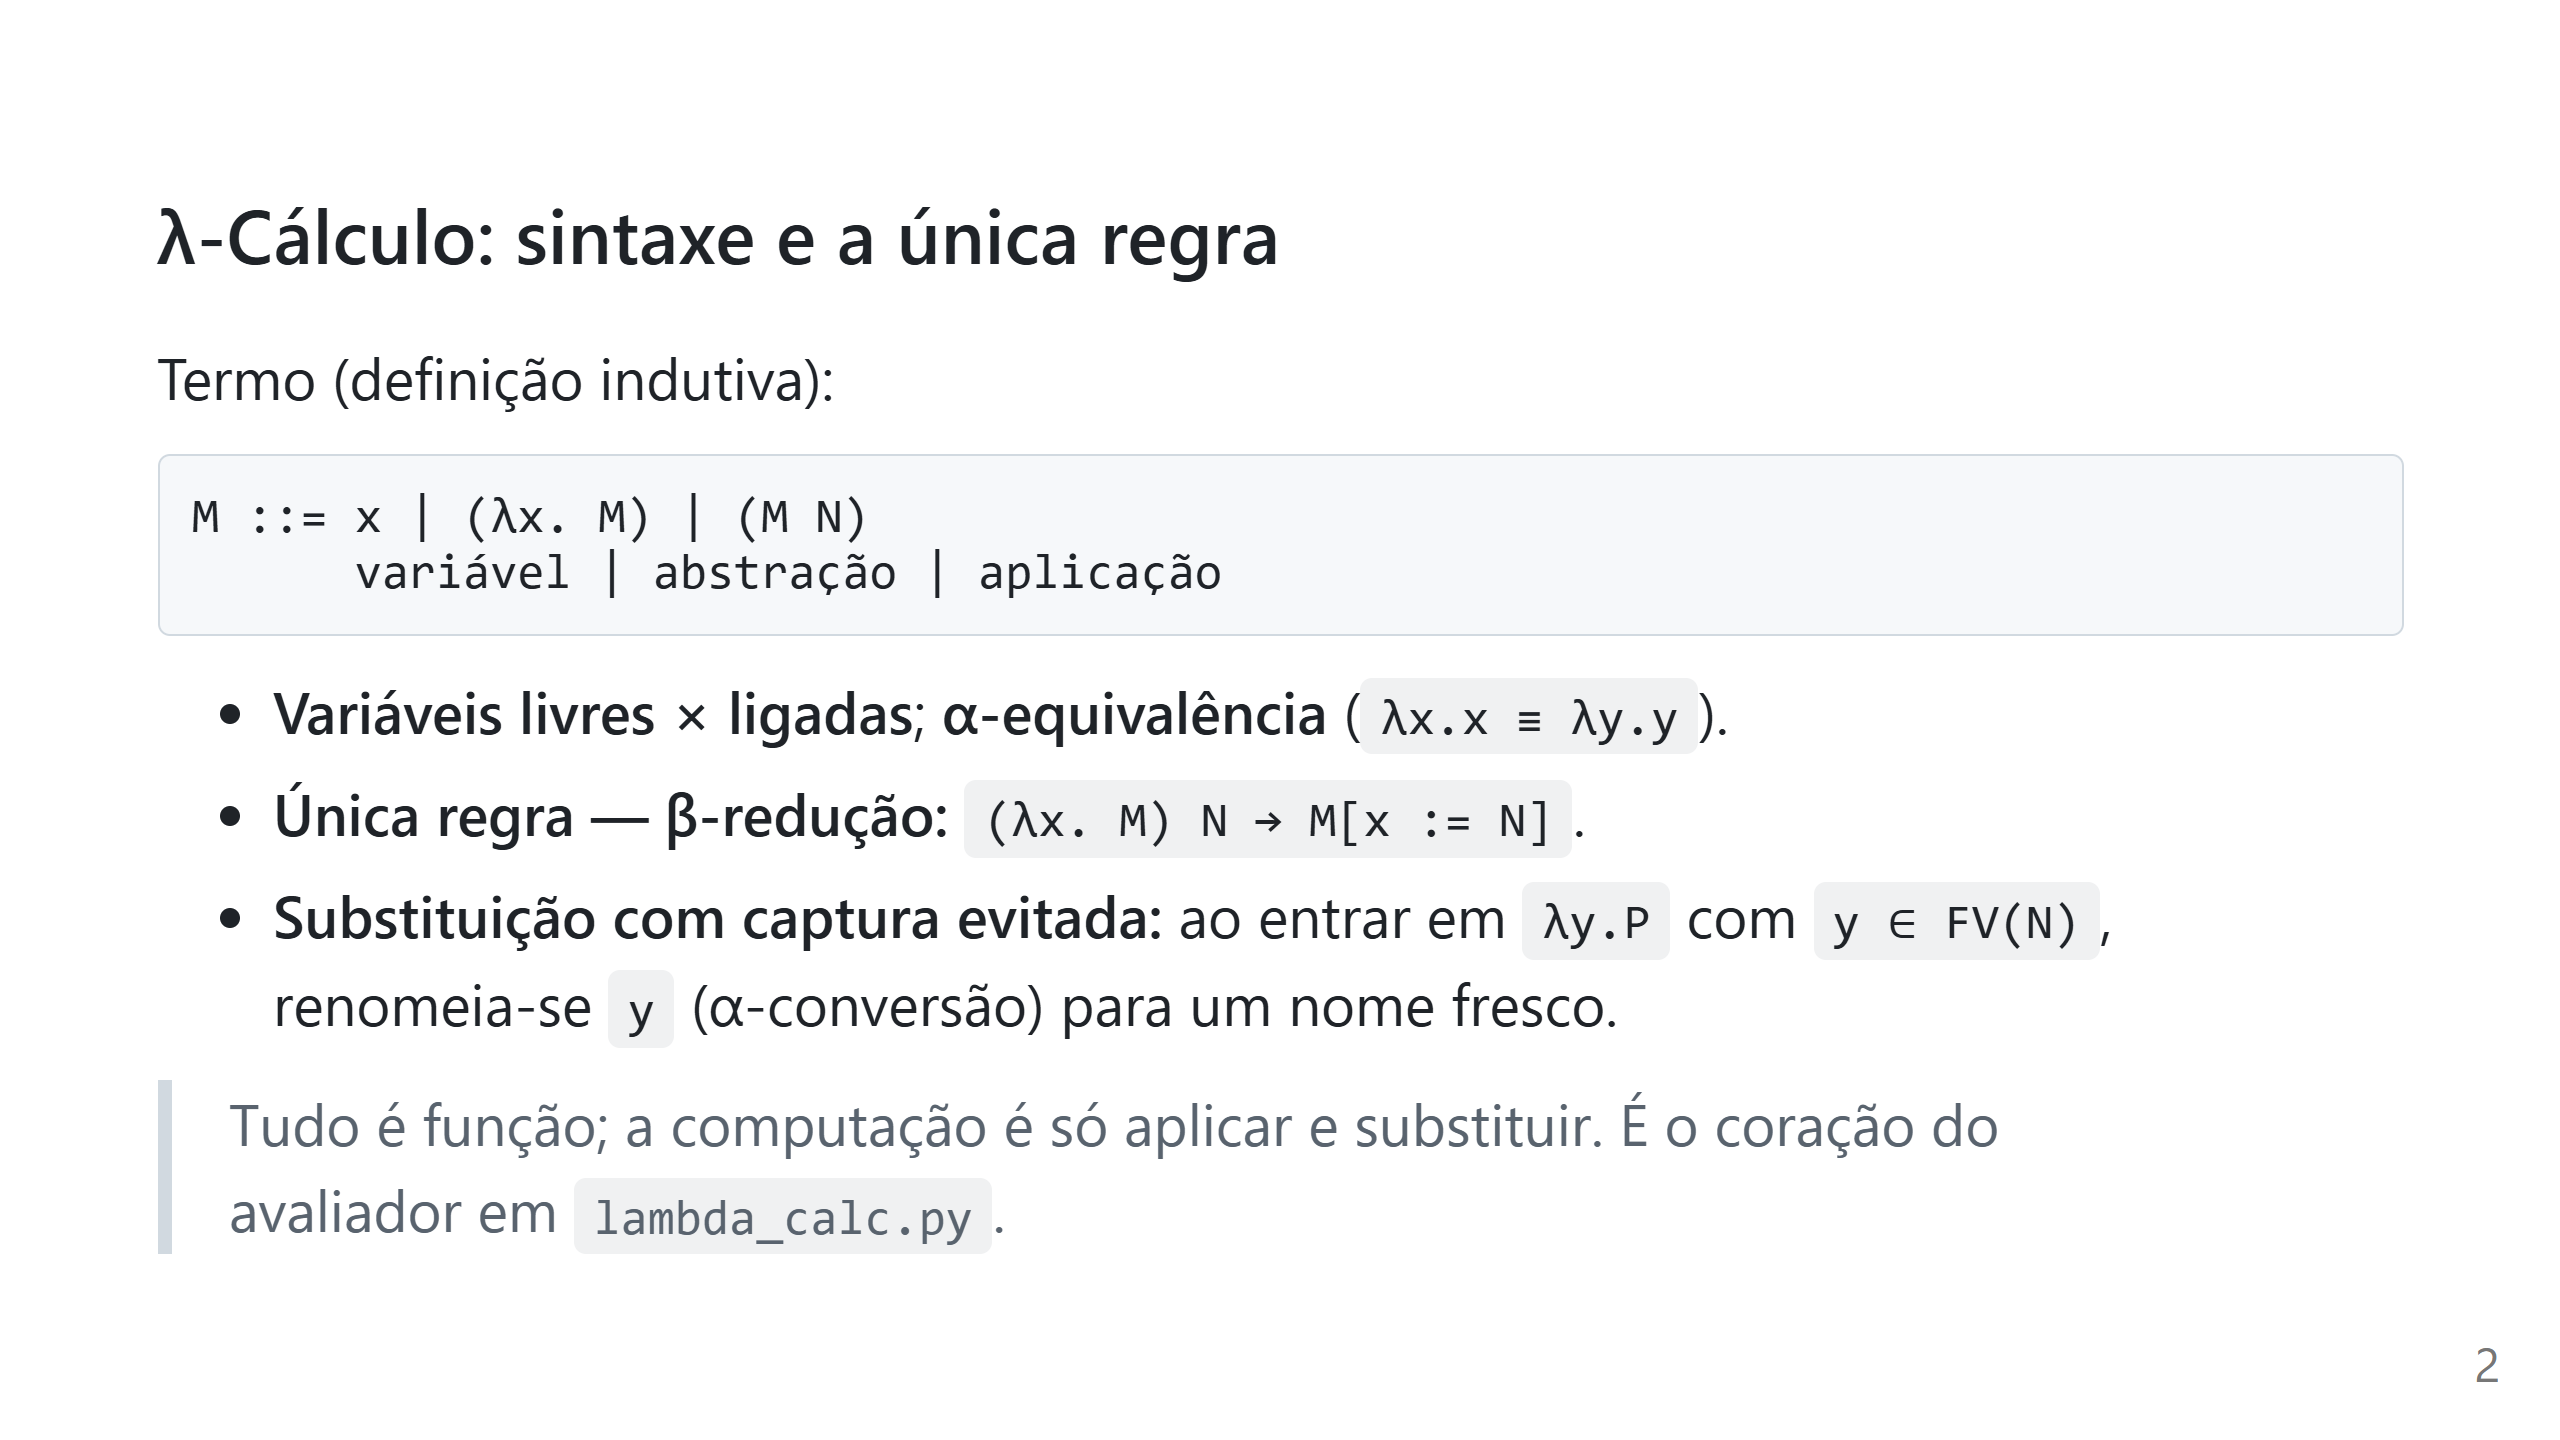 λ-Cálculo: sintaxe e a única regra
Termo (definição indutiva):
M ::= x | (λx. M) | (M N)
      variável | abstração | aplicação
• Variáveis livres × ligadas; α-equivalência ( λx.x ≡ λy.y ).
• Única regra — β-redução: (λx. M) N → M[x := N] .
• Substituição com captura evitada: ao entrar em λy.P com y ∈ FV(N) ,
renomeia-se y (α-conversão) para um nome fresco.
Tudo é função; a computação é só aplicar e substituir. É o coração do
avaliador em lambda_calc.py .
2